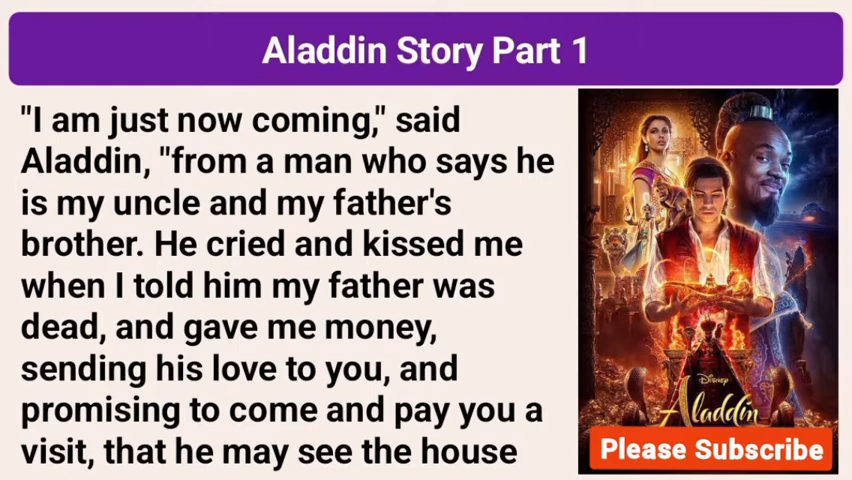 Aladdin Story Part 1
"I am just now coming," said
Aladdin, "from a man who says he
is my uncle and my father's
brother. He cried and kissed me
when I told him my father was
dead, and gave me money,
sending his love to you, and
promising to come and pay you a
visit, that he may see the house
Disney
Aladdin
Please Subscribe